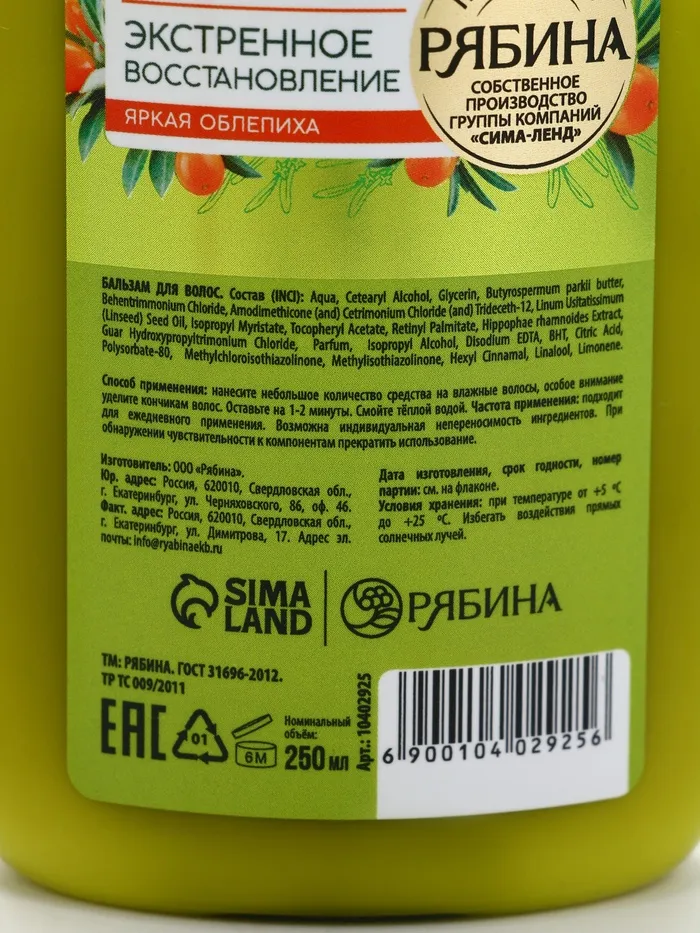 ЭКСТРЕННОЕ
ВОССТАНОВЛЕНИЕ
ЯРКАЯ ОБЛЕПИХА
РЯБИНА
СОБСТВЕННОЕ
ПРОИЗВОДСТВО
ГРУППЫ КОМПАНИЙ
«СИМА-ЛЕНД»
БАЛЬЗАМ ДЛЯ ВОЛОС. Состав (INCI): Aqua, Cetearyl Alcohol, Glycerin, Butyrospermum parkii butter,
Behentrimmonium Chloride, Amodimethicone (and) Cetrimonium Chloride (and) Trideceth-12, Linum Usitatissimum
(Linseed) Seed Oil, Isopropyl Myristate, Tocopheryl Acetate, Retinyl Palmitate, Hippophae rhamnoides Extract,
Guar Hydroxypropyltrimonium Chloride, Parfum, Isopropyl Alcohol, Disodium EDTA, BHT, Citric Acid,
Polysorbate-80, Methylchloroisothiazolinone, Methylisothiazolinone, Hexyl Cinnamal, Linalool, Limonene.
Способ применения: нанесите небольшое количество средства на влажные волосы, особое внимание
уделите кончикам волос. Оставьте на 1-2 минуты. Смойте тёплой водой. Частота применения: подходит
для ежедневного применения. Возможна индивидуальная непереносимость ингредиентов. При
обнаружении чувствительности к компонентам прекратить использование.
Изготовитель: ООО «Рябина».
Юр. адрес: Россия, 620010, Свердловская обл.,
г. Екатеринбург, ул. Черняховского, 86, оф. 46.
Факт. адрес: Россия, 620010, Свердловская обл.,
г. Екатеринбург, ул. Димитрова, 17. Адрес эл.
почты: info@ryabinaekb.ru
Дата изготовления, срок годности, номер
партии: см. на флаконе.
Условия хранения: при температуре от +5 °C
до +25 °C. Избегать воздействия прямых
солнечных лучей.
SIMA
LAND
РЯБИНА
ТМ: РЯБИНА. ГОСТ 31696-2012.
ТР ТС 009/2011
EAC
01
6М
Номинальный
объём:
250 мл
Арт.: 10402925
6 900104 029256